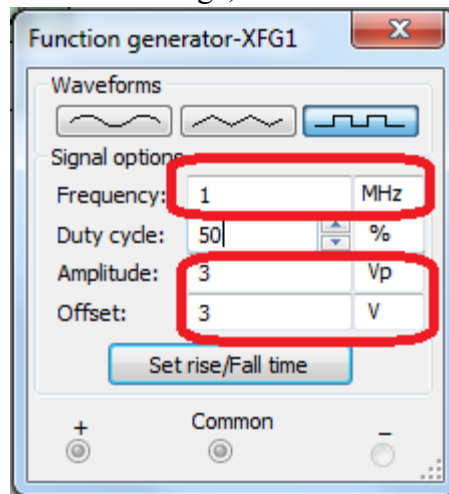 Function generator-XFG1
Waveforms
Signal options
Frequency: 1 MHz
Duty cycle: 50 %
Amplitude: 3 Vp
Offset: 3 V
Set rise/Fall time
+ Common −